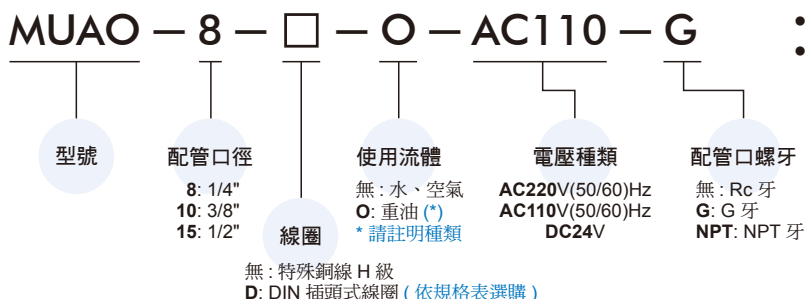 MUAO － 8 － □ － O － AC110 － G
型號
配管口徑
8: 1/4"
10: 3/8"
15: 1/2"
線圈
無 : 特殊銅線 H 級
D: DIN 插頭式線圈 ( 依規格表選購 )
使用流體
無 : 水、空氣
O: 重油 (*)
* 請註明種類
電壓種類
AC220V(50/60)Hz
AC110V(50/60)Hz
DC24V
配管口螺牙
無 : Rc 牙
G: G 牙
NPT: NPT 牙